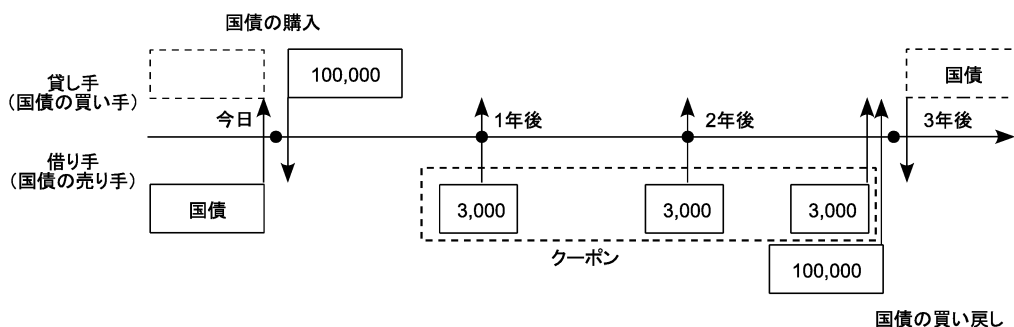 国債の購入
100,000
国債
貸し手
(国債の買い手)
今日
1年後
2年後
3年後
借り手
(国債の売り手)
国債
3,000
3,000
3,000
クーポン
100,000
国債の買い戻し